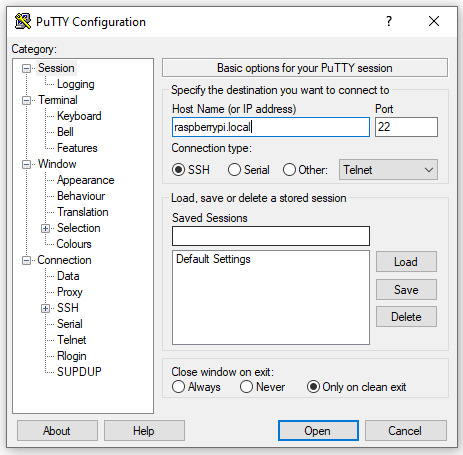 PuTTY Configuration
?
Category:
Session
Logging
Terminal
Keyboard
Bell
Features
Window
Appearance
Behaviour
Translation
Selection
Colours
Connection
Data
Proxy
SSH
Serial
Telnet
Rlogin
SUPDUP
Basic options for your PuTTY session
Specify the destination you want to connect to
Host Name (or IP address) Port
raspberrypi.local 22
Connection type:
SSH Serial Other: Telnet
Load, save or delete a stored session
Saved Sessions
Default Settings
Load
Save
Delete
Close window on exit:
Always Never Only on clean exit
About Help Open Cancel